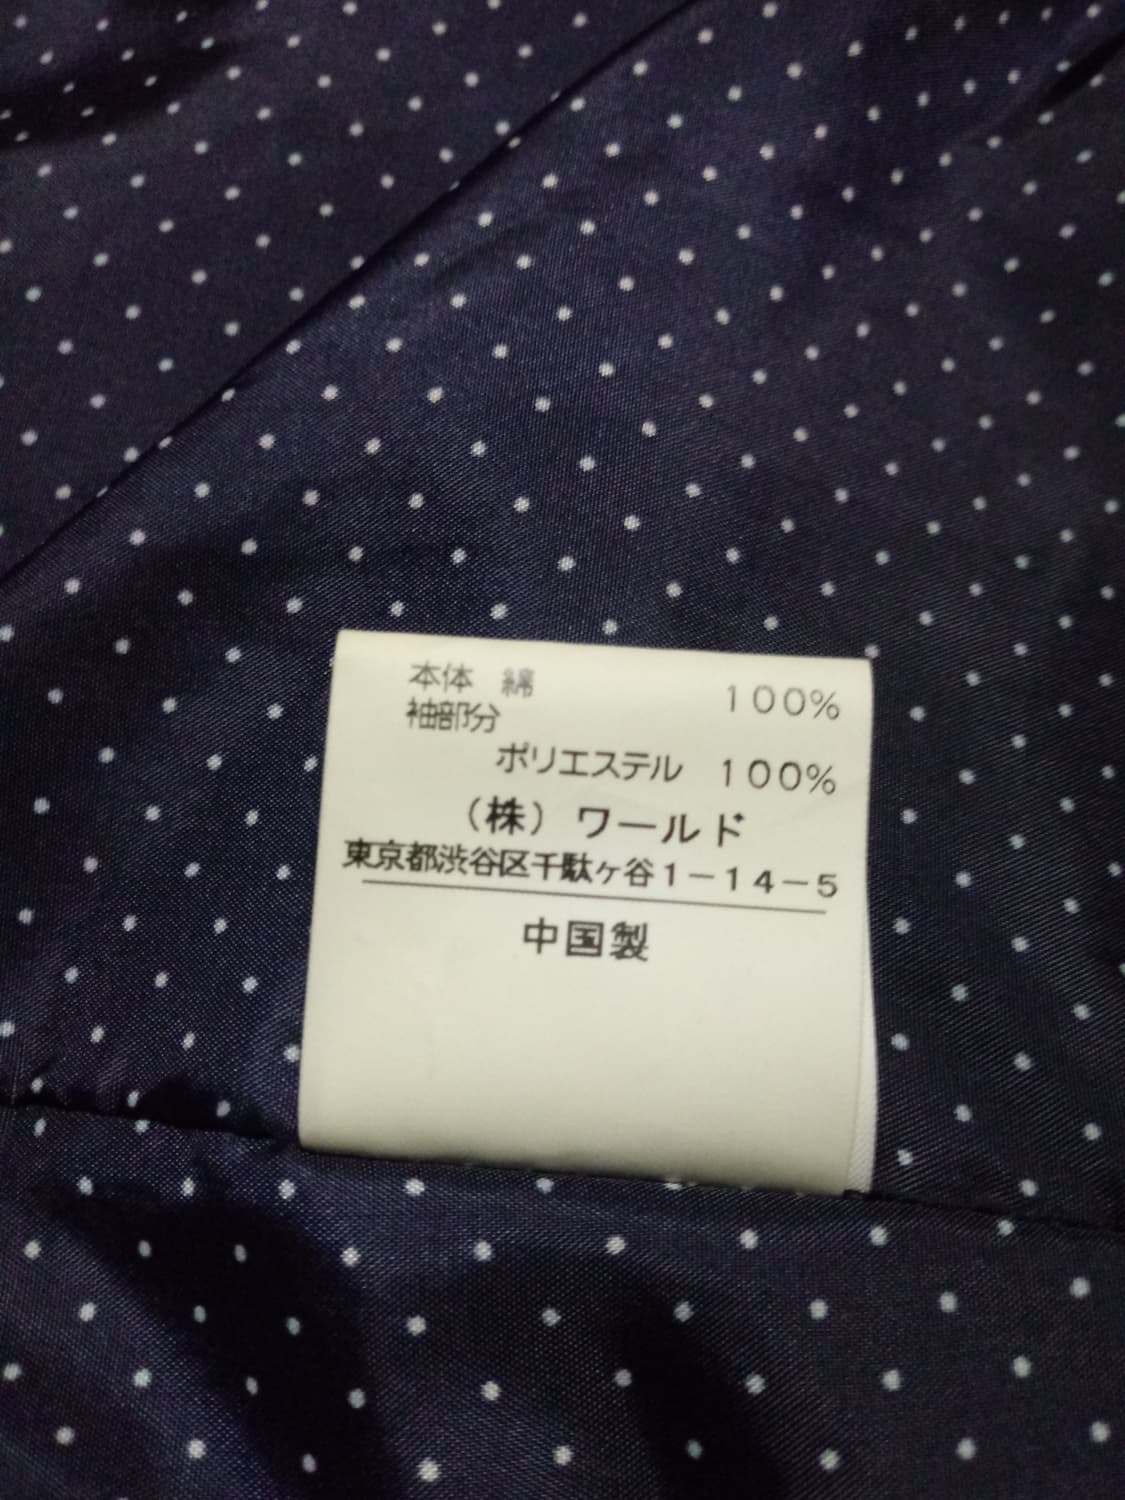 本体 綿 100%
袖部分
ポリエステル 100%
(株) ワールド
東京都渋谷区千駄ヶ谷1-14-5
中国製